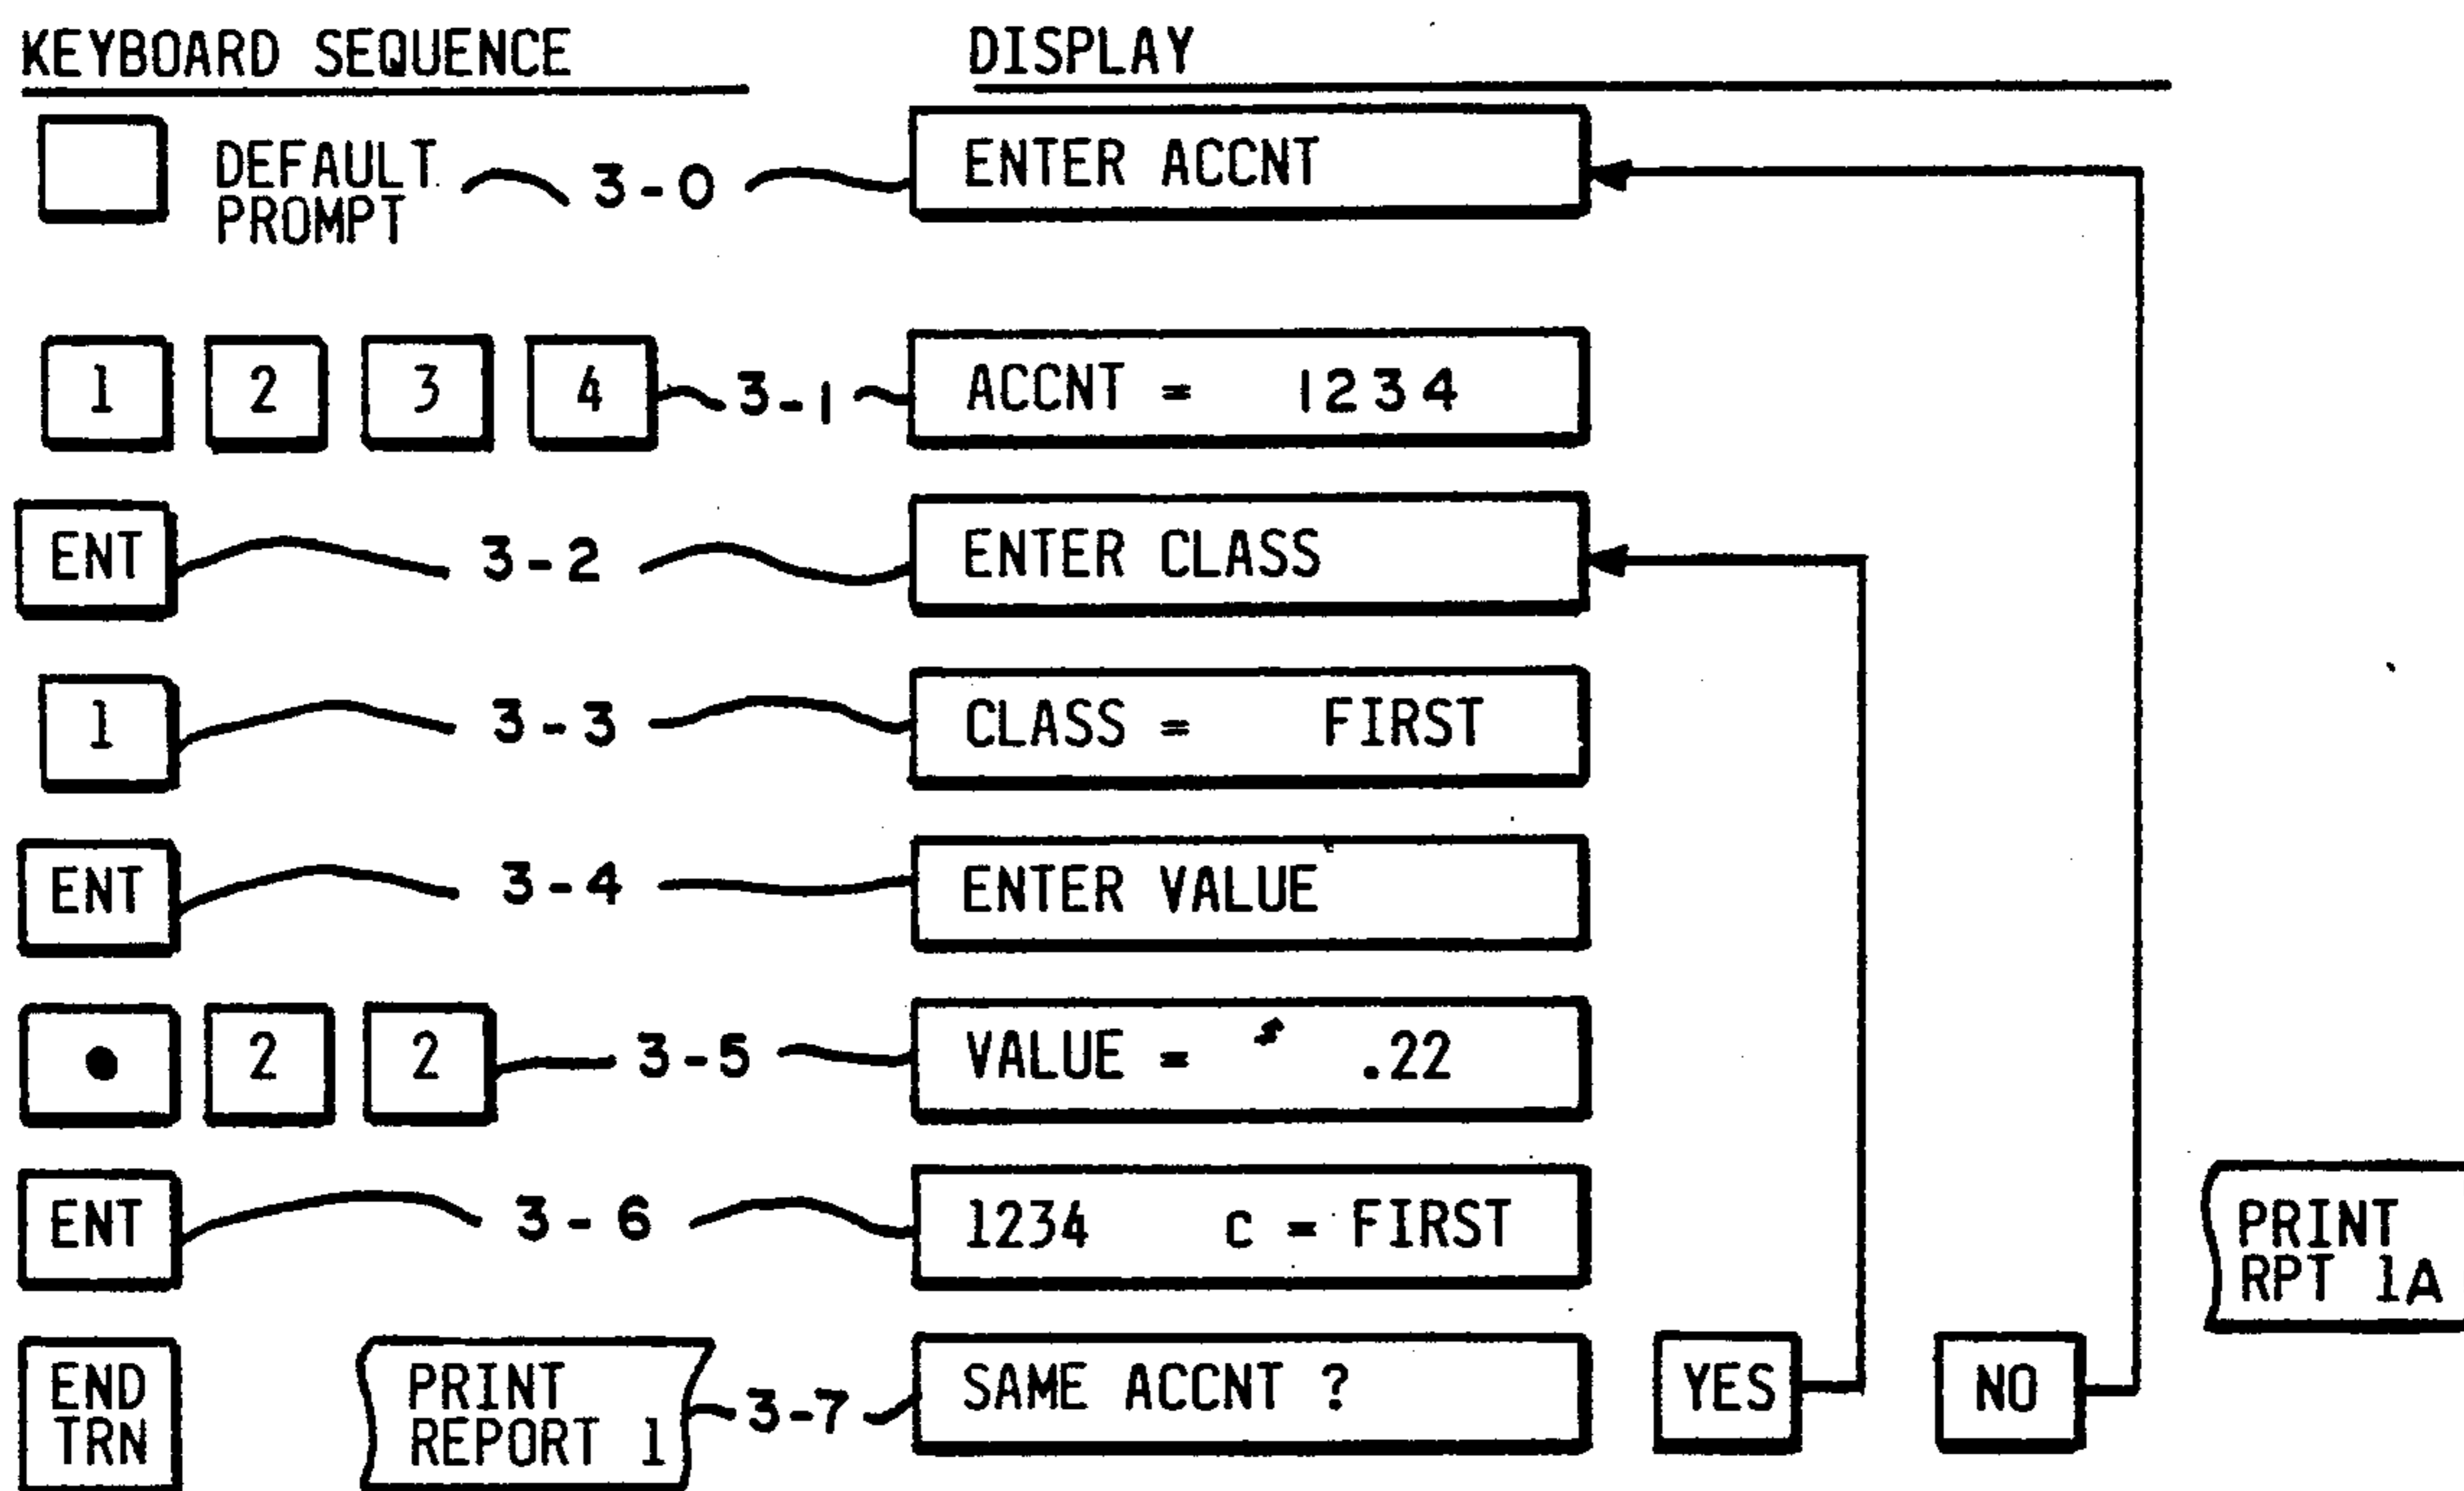 KEYBOARD SEQUENCE DISPLAY
DEFAULT PROMPT 3-0 ENTER ACCNT
1 2 3 4 3-1 ACCNT = 1234
ENT 3-2 ENTER CLASS
1 3-3 CLASS = FIRST
ENT 3-4 ENTER VALUE
• 2 2 3-5 VALUE = .22
ENT 3-6 1234 c = FIRST
PRINT
RPT 1A
END TRN PRINT REPORT 1 3-7 SAME ACCNT ? YES NO